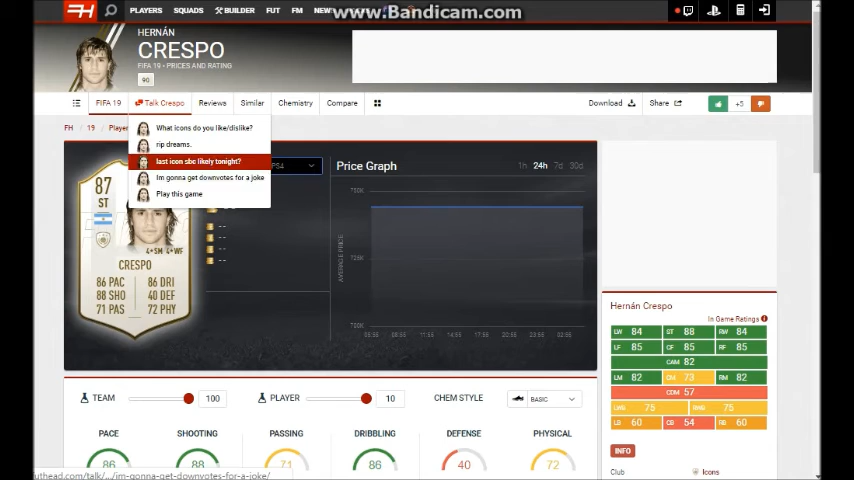 FH PLAYERS SQUADS BUILDER FUT FM NEWS
www.Bandicam.com
HERNÁN
CRESPO
FIFA 19 • PRICES AND RATING
90
FIFA 19 Talk Crespo Reviews Similar Chemistry Compare Download Share +5
FH 19 Player
What icons do you like/dislike?
rip dreams.
last icon sbc likely tonight?
Im gonna get downvotes for a joke
Play this game
PS4
Price Graph 1h 24h 7d 30d
87
ST
4★SM 4★WF
CRESPO
86 PAC 86 DRI
88 SHO 40 DEF
71 PAS 72 PHY
--
--
--
AVERAGE PRICE
725K
700K
Hernán Crespo
In Game Ratings
LW 84 ST 88 RW 84
LF 85 CF 85 RF 85
CAM 82
LM 82 CM 73 RM 82
CDM 57
LWB 75 RWB 75
LB 60 CB 54 RB 60
INFO
Club Icons
TEAM 100 PLAYER 10 CHEM STYLE BASIC
PACE SHOOTING PASSING DRIBBLING DEFENSE PHYSICAL
86 88 71 86 40 72
uthead.com/talk/.../im-gonna-get-downvotes-for-a-joke/